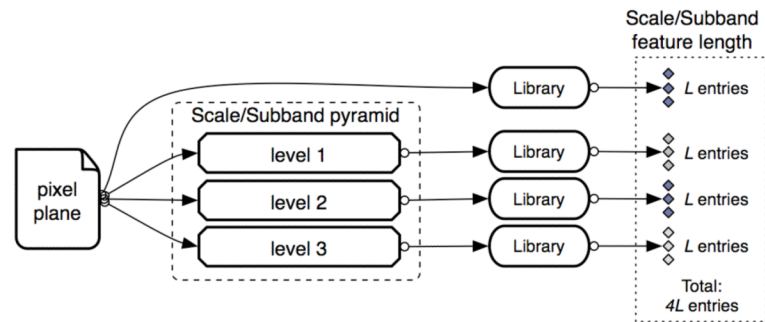 Scale/Subband
feature length
Library
L entries
Scale/Subband pyramid
level 1
Library
L entries
pixel
plane
level 2
Library
L entries
level 3
Library
L entries
Total:
4L entries